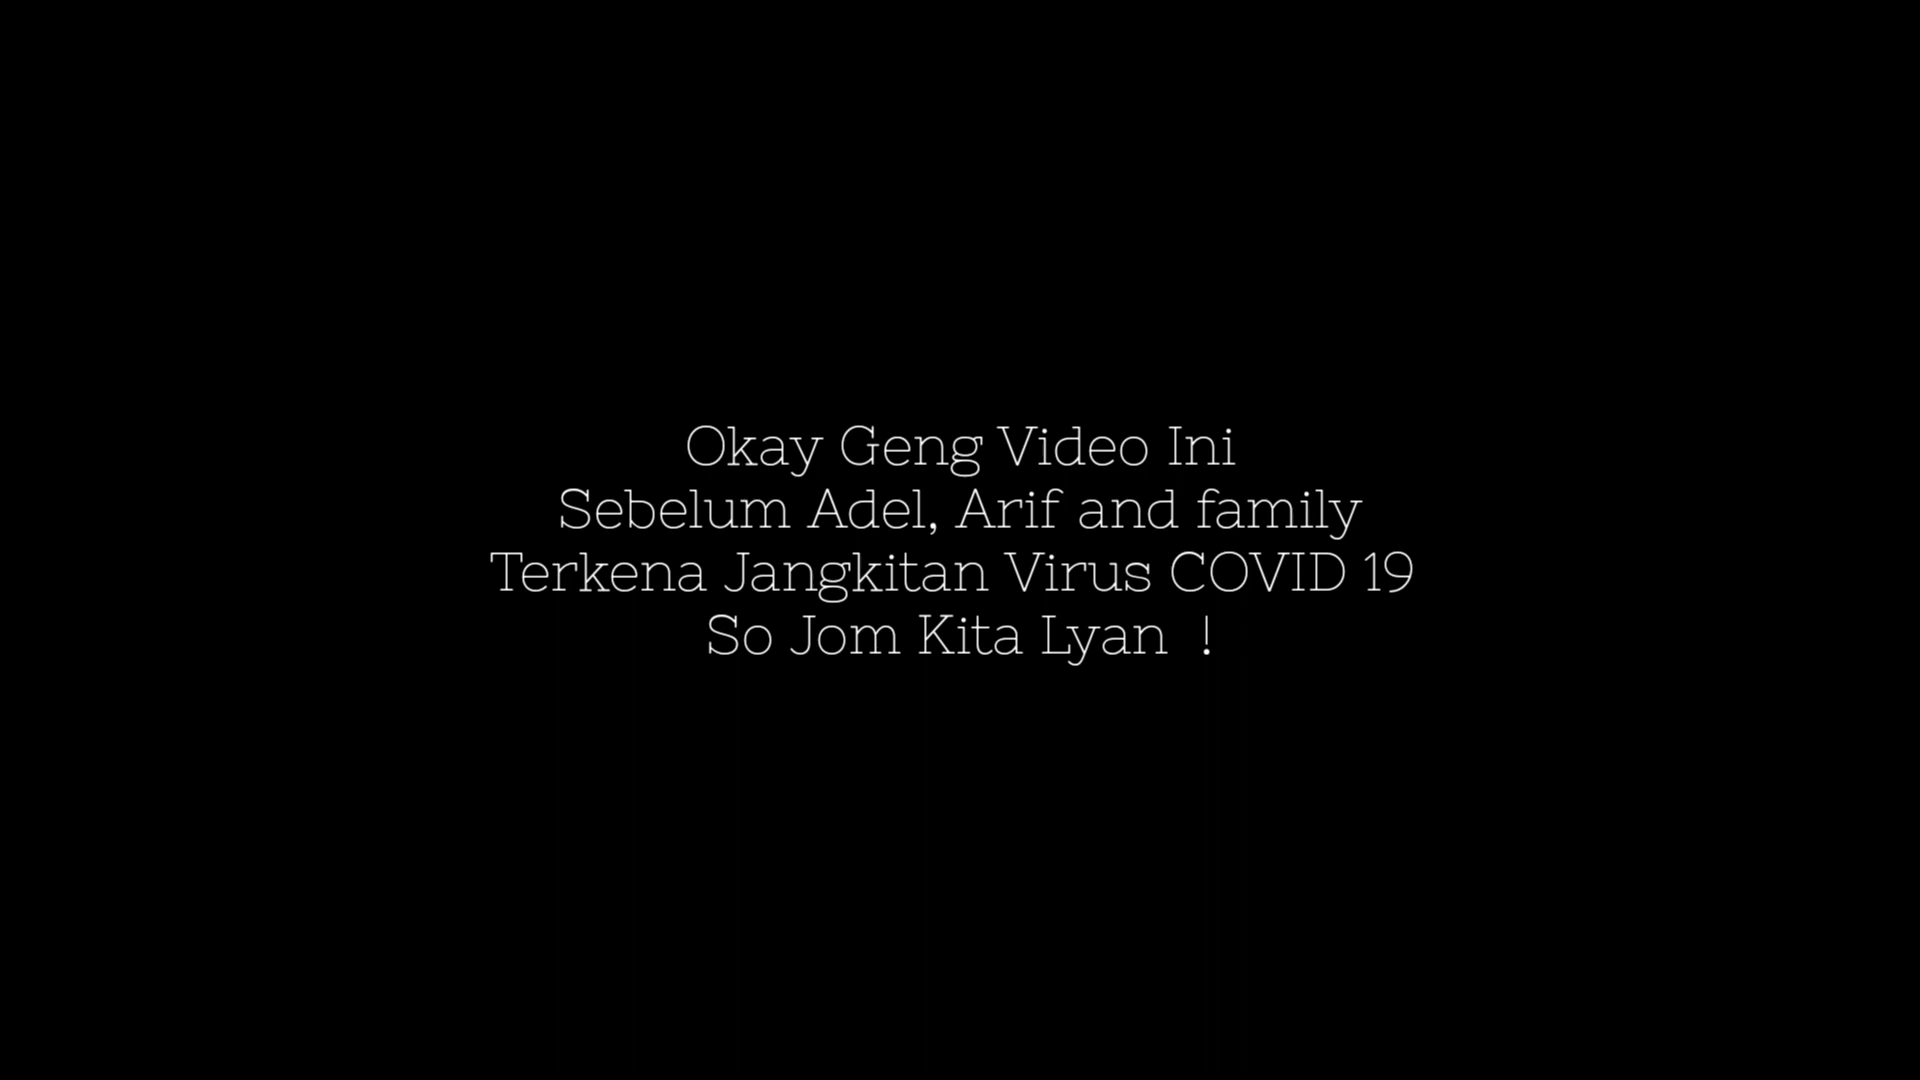 Okay Geng Video Ini
Sebelum Adel, Arif and family
Terkena Jangkitan Virus COVID 19
So Jom Kita Lyan !